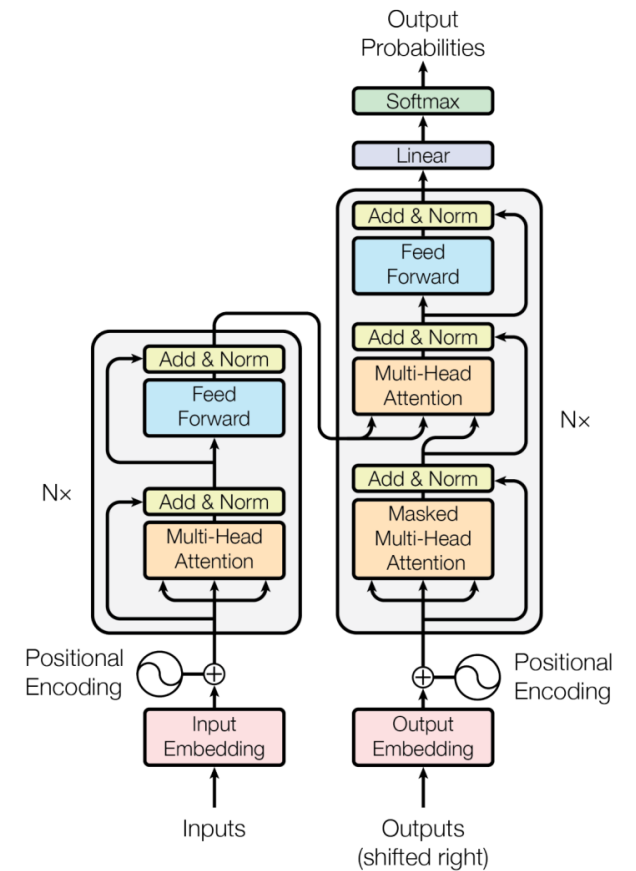 Output
Probabilities
Softmax
Linear
Add & Norm
Feed
Forward
Add & Norm
Multi-Head
Attention
Add & Norm
Masked
Multi-Head
Attention
N×
Positional
Encoding
Output
Embedding
Outputs
(shifted right)
Add & Norm
Feed
Forward
Add & Norm
Multi-Head
Attention
N×
Positional
Encoding
Input
Embedding
Inputs